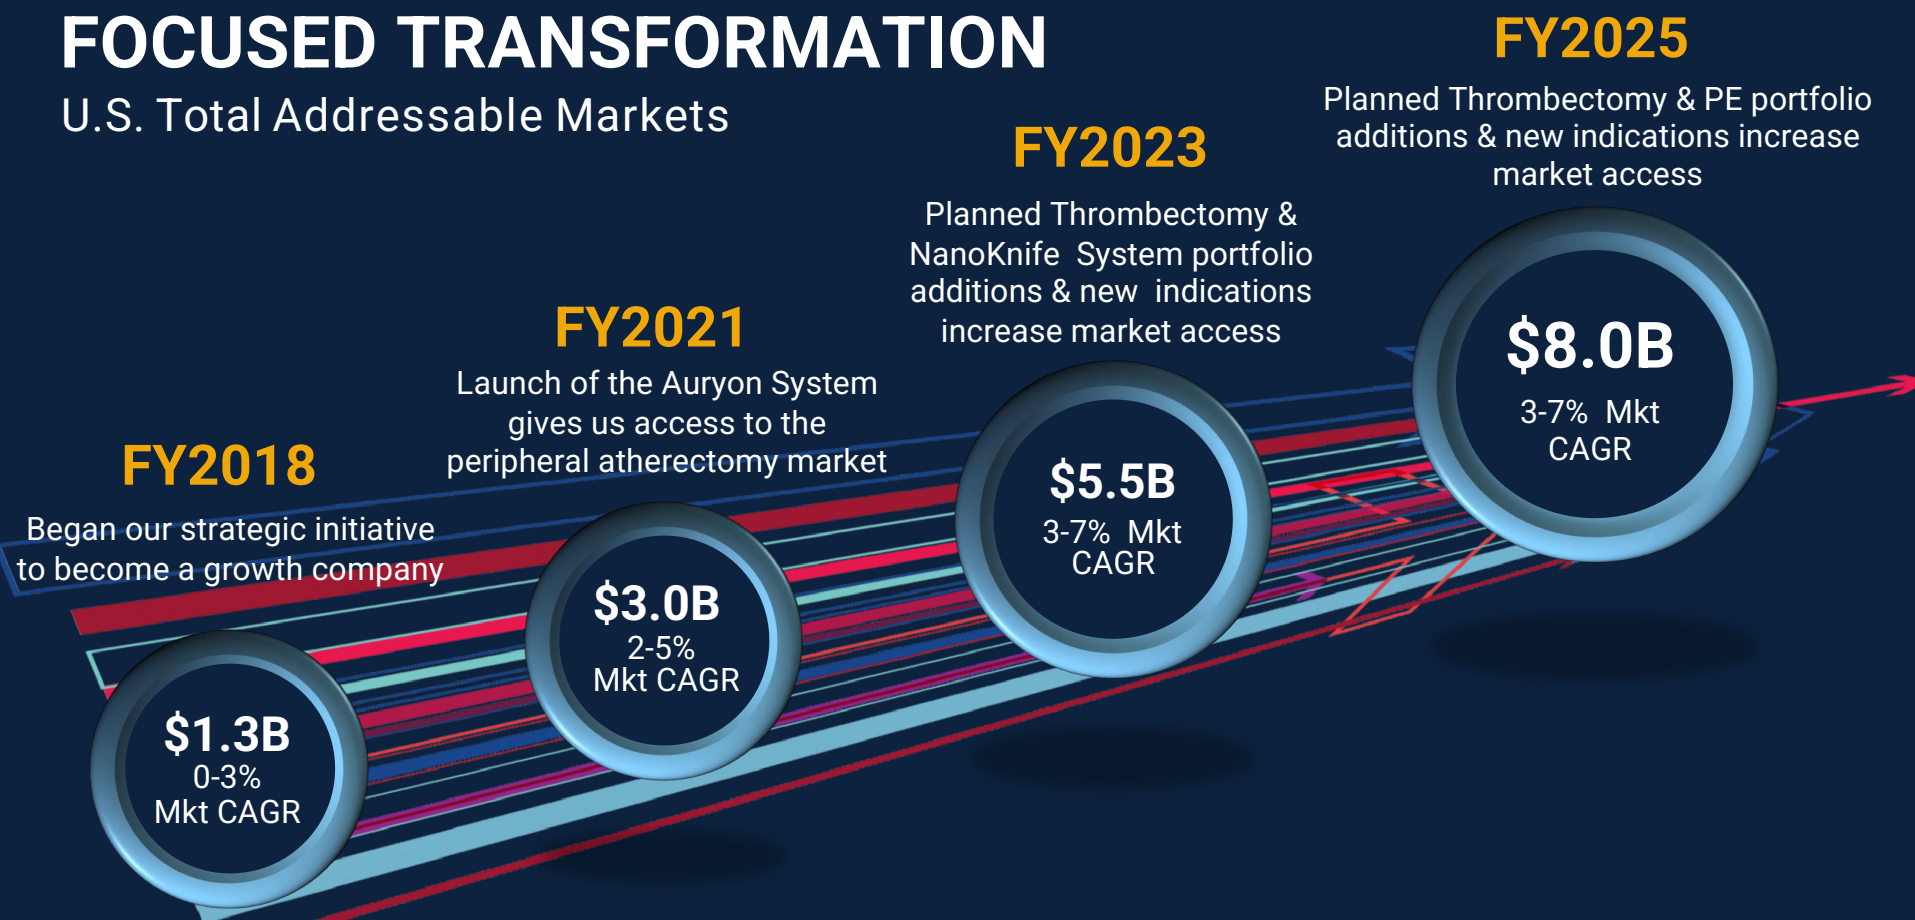 FOCUSED TRANSFORMATION
U.S. Total Addressable Markets
FY2018
Began our strategic initiative
to become a growth company
$1.3B
0-3%
Mkt CAGR
FY2021
Launch of the Auryon System
gives us access to the
peripheral atherectomy market
$3.0B
2-5%
Mkt CAGR
FY2023
Planned Thrombectomy &
NanoKnife System portfolio
additions & new indications
increase market access
$5.5B
3-7% Mkt
CAGR
FY2025
Planned Thrombectomy & PE portfolio
additions & new indications increase
market access
$8.0B
3-7% Mkt
CAGR